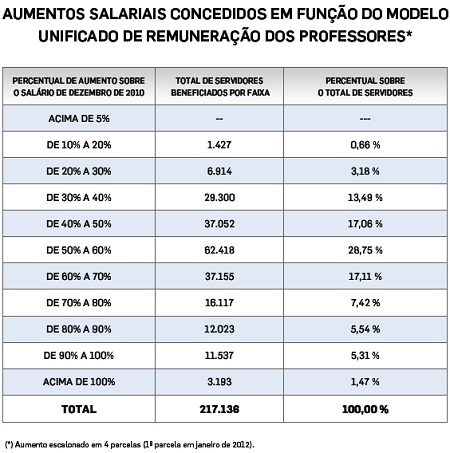 AUMENTOS SALARIAIS CONCEDIDOS EM FUNÇÃO DO MODELO
UNIFICADO DE REMUNERAÇÃO DOS PROFESSORES*
PERCENTUAL DE AUMENTO SOBRE O SALÁRIO DE DEZEMBRO DE 2010 TOTAL DE SERVIDORES BENEFICIADOS POR FAIXA PERCENTUAL SOBRE O TOTAL DE SERVIDORES
ACIMA DE 5% -- ---
DE 10% A 20% 1.427 0,66 %
DE 20% A 30% 6.914 3,18 %
DE 30% A 40% 29.300 13,49 %
DE 40% A 50% 37.052 17,06 %
DE 50% A 60% 62.418 28,75 %
DE 60% A 70% 37.155 17,11 %
DE 70% A 80% 16.117 7,42 %
DE 80% A 90% 12.023 5,54 %
DE 90% A 100% 11.537 5,31 %
ACIMA DE 100% 3.193 1,47 %
TOTAL 217.136 100,00 %
(*) Aumento escalonado em 4 parcelas (1ª parcela em janeiro de 2012).